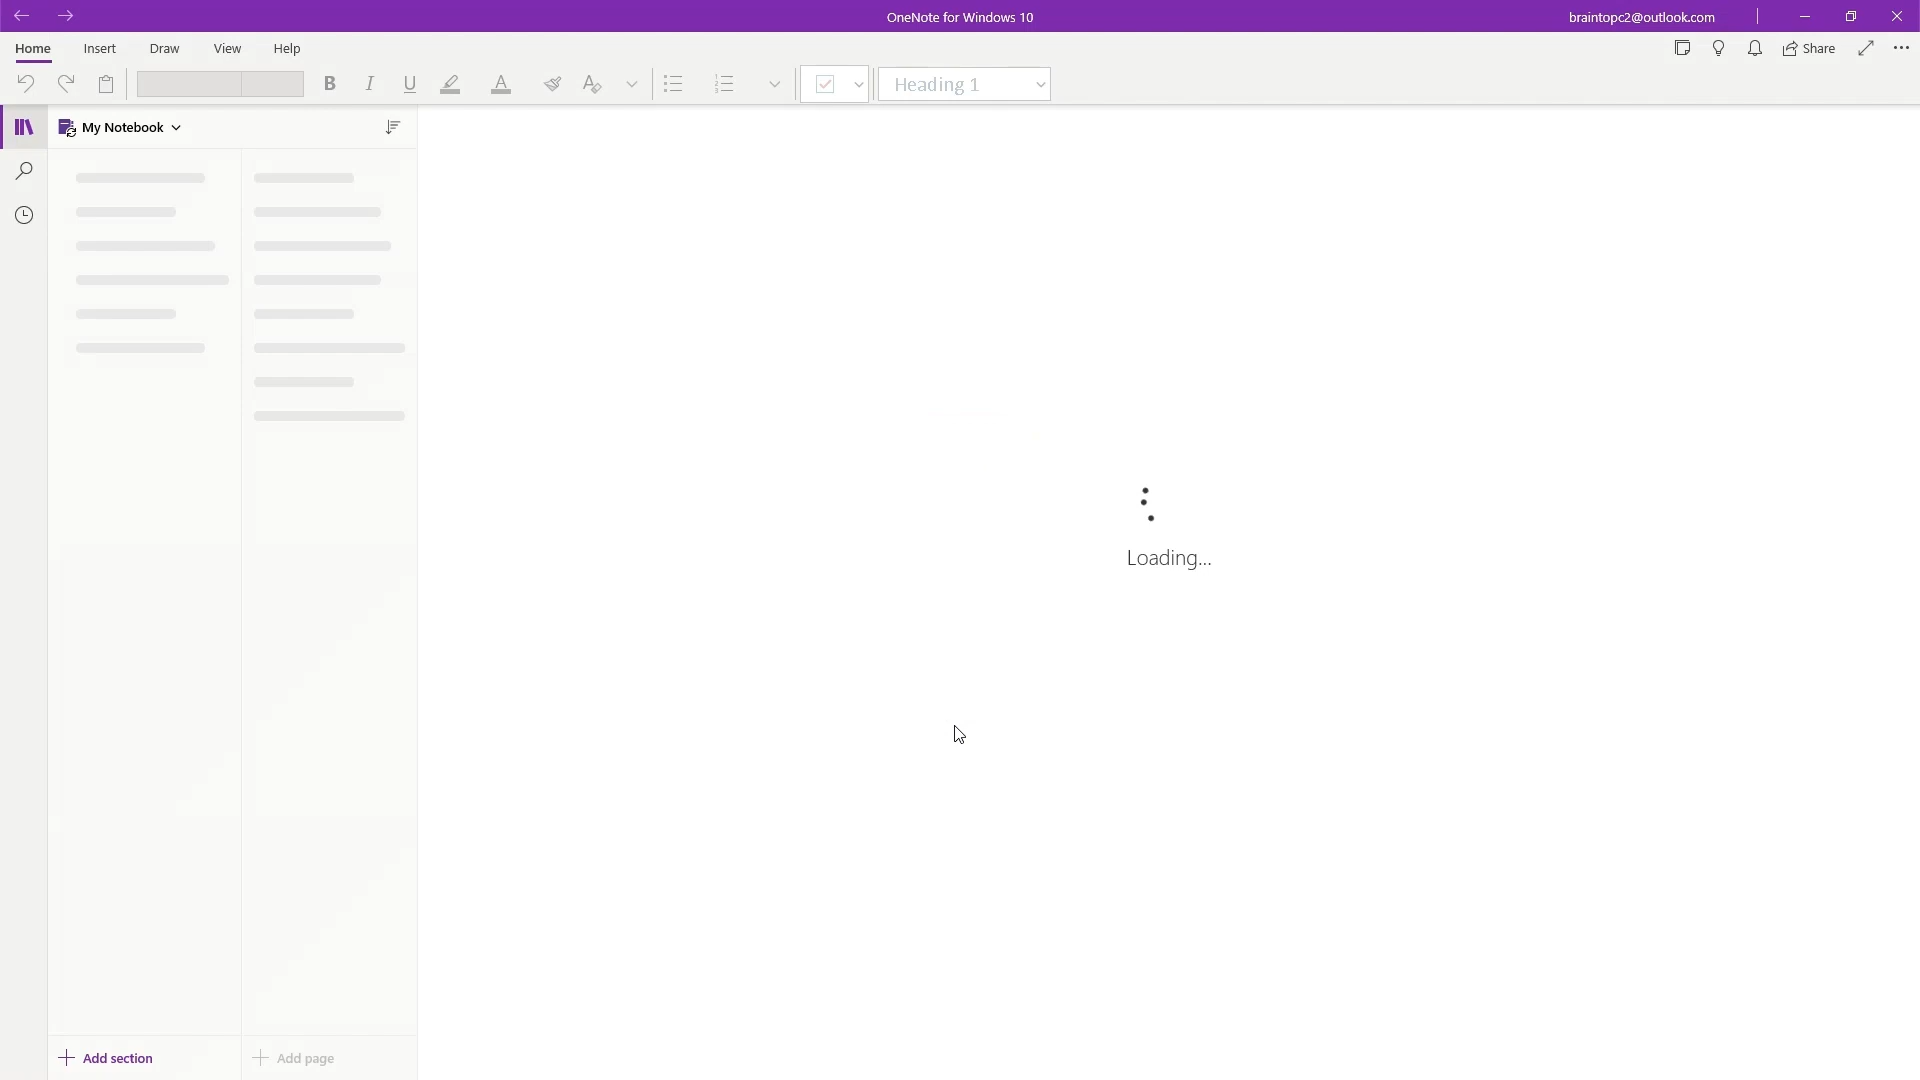 OneNote for Windows 10
braintopc2@outlook.com
Home Insert Draw View Help
Share
B I U A A
Heading 1
My Notebook
Loading...
Add section
Add page